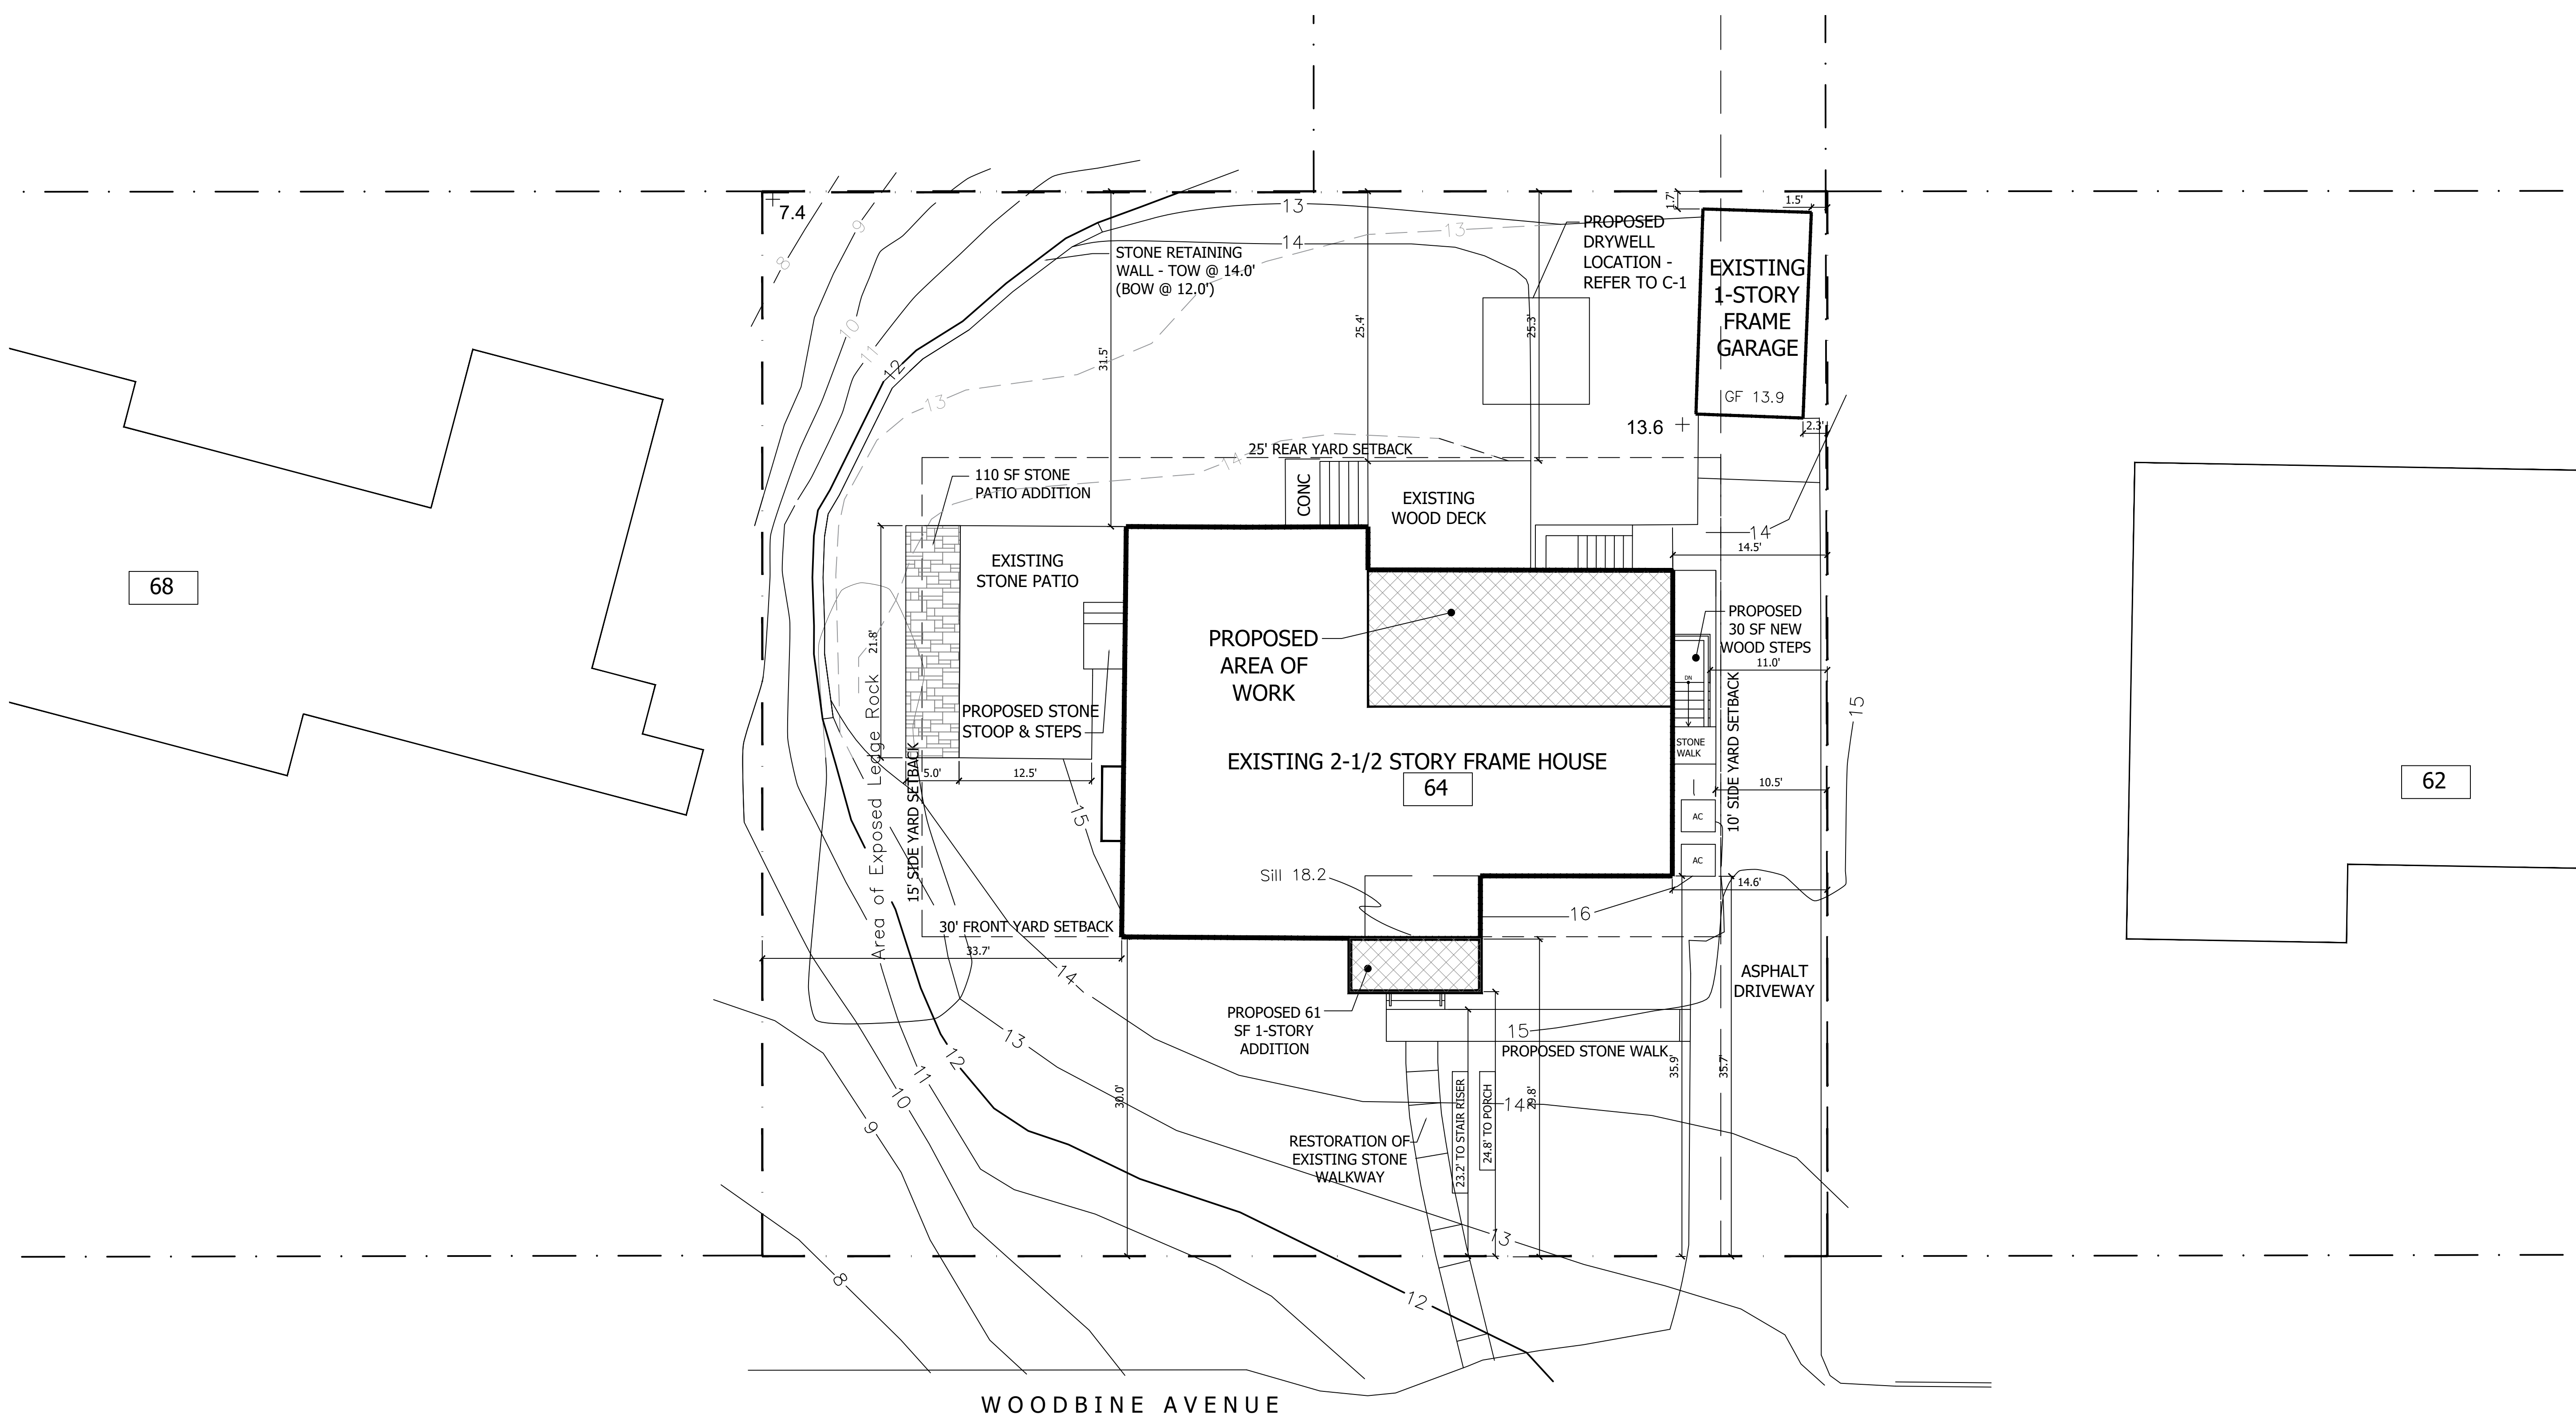 7.4
8
9
10
11
12
13
14
13
13
14
STONE RETAINING
WALL - TOW @ 14.0'
(BOW @ 12.0')
31.5'
25.4'
25.3'
PROPOSED
DRYWELL
LOCATION -
REFER TO C-1
1.7'
1.5'
EXISTING
1-STORY
FRAME
GARAGE
GF 13.9
13.6
2.3'
25' REAR YARD SETBACK
110 SF STONE
PATIO ADDITION
CONC
EXISTING
WOOD DECK
14
14.5'
EXISTING
STONE PATIO
21.8'
68
PROPOSED
AREA OF
WORK
PROPOSED
30 SF NEW
WOOD STEPS
11.0'
DN
PROPOSED STONE
STOOP & STEPS
STONE
WALK
15
EXISTING 2-1/2 STORY FRAME HOUSE
64
62
5.0'
12.5'
10.5'
AC
AC
10' SIDE YARD SETBACK
15' SIDE YARD SETBACK
Area of Exposed Ledge Rock
15
Sill 18.2
14.6'
16
30' FRONT YARD SETBACK
33.7'
14
ASPHALT
DRIVEWAY
PROPOSED 61
SF 1-STORY
ADDITION
15
PROPOSED STONE WALK
13
12
11
10
9
30.0'
23.2' TO STAIR RISER
24.8' TO PORCH
29.8'
14
35.9'
35.7'
RESTORATION OF
EXISTING STONE
WALKWAY
13
8
12
WOODBINE AVENUE